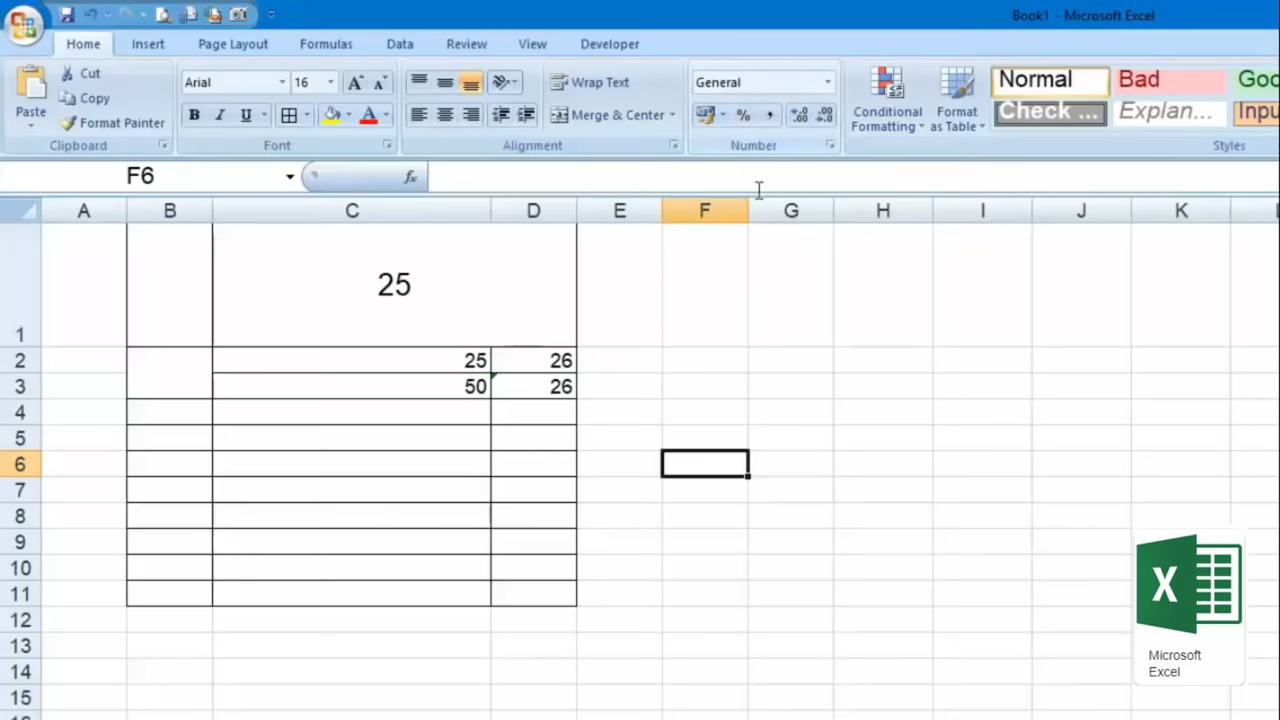 Book1 - Microsoft Excel
Home Insert Page Layout Formulas Data Review View Developer
Paste
Cut
Copy
Format Painter
Clipboard
Arial 16
A A
B I U A
Font
Wrap Text
Merge & Center
Alignment
General
% ,
Number
Conditional Formatting
Format as Table
Normal Bad Goo
Check ... Explan... Inpu
Styles
F6 fx
A B C D E F G H I J K
1 25
2 25 26
3 50 26
4
5
6
7
8
9
10
11
12
13
14
15
X
Microsoft
Excel